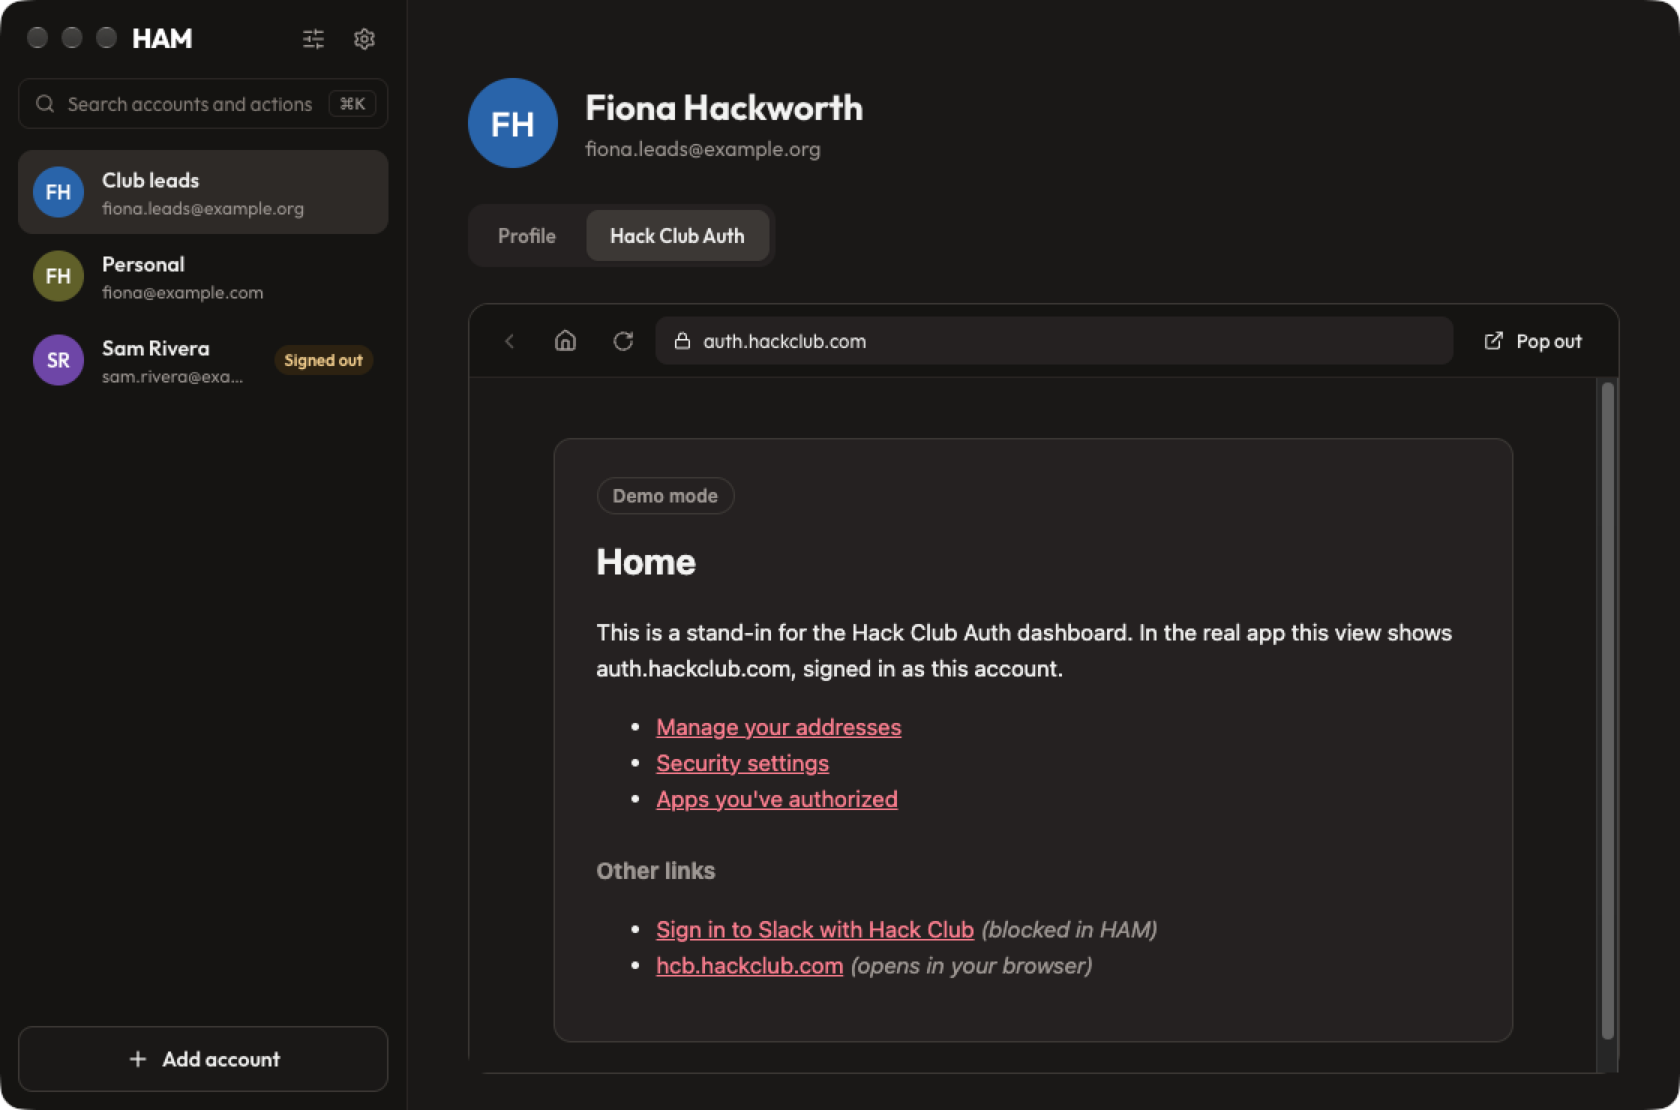 HAM
Search accounts and actions ⌘K
FH
Club leads
fiona.leads@example.org
FH
Personal
fiona@example.com
SR
Sam Rivera
sam.rivera@exa...
Signed out
+ Add account
FH
Fiona Hackworth
fiona.leads@example.org
Profile
Hack Club Auth
auth.hackclub.com
Pop out
Demo mode
Home
This is a stand-in for the Hack Club Auth dashboard. In the real app this view shows
auth.hackclub.com, signed in as this account.
• Manage your addresses
• Security settings
• Apps you've authorized
Other links
• Sign in to Slack with Hack Club (blocked in HAM)
• hcb.hackclub.com (opens in your browser)